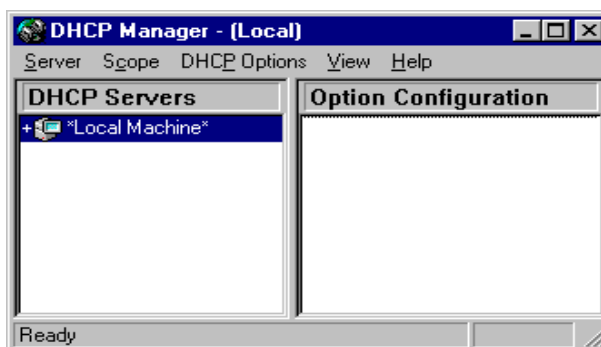 DHCP Manager - (Local)
Server Scope DHCP Options View Help
DHCP Servers
Option Configuration
*Local Machine*
Ready